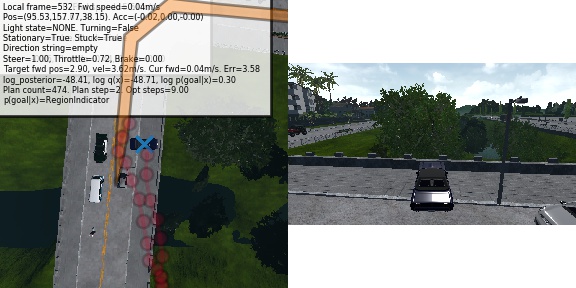 Local frame=532. Fwd speed=0.04m/s
Pos=(95.53,157.77,38.15). Acc=(-0.02,0.00,-0.00)
Light state=NONE. Turning=False
Stationary=True. Stuck=True
Direction string=empty
Steer=1.00, Throttle=0.72, Brake=0.00
Target fwd pos=2.90, vel=3.62m/s. Cur fwd=0.04m/s. Err=3.58
log_posterior=-48.41, log q(x)=-48.71, log p(goal|x)=0.30
Plan count=474. Plan step=2. Opt steps=9.00
p(goal|x)=RegionIndicator